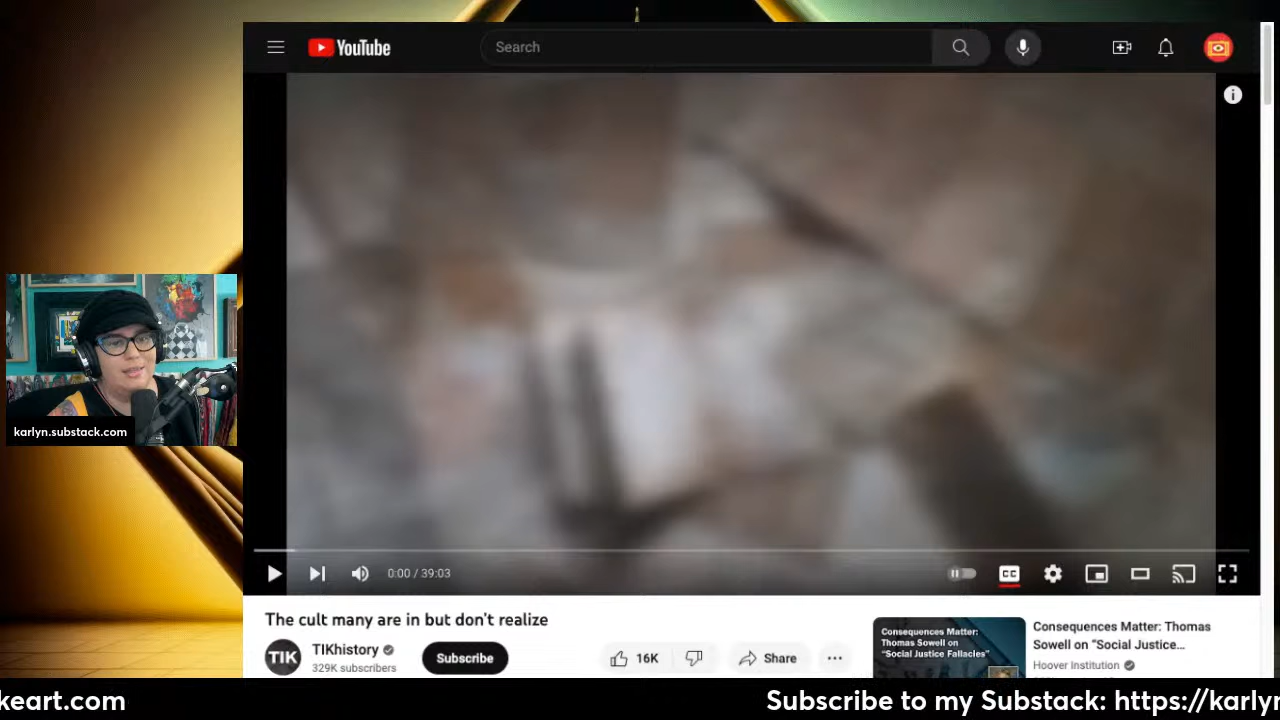 YouTube
Search
karlyn.substack.com
0:00 / 39:03
CC
The cult many are in but don't realize
TIK
TIKhistory
329K subscribers
Subscribe
16K
Share
Consequences Matter:
Thomas Sowell on
"Social Justice Fallacies"
Consequences Matter: Thomas
Sowell on "Social Justice...
Hoover Institution
keart.com
Subscribe to my Substack: https://karlyn